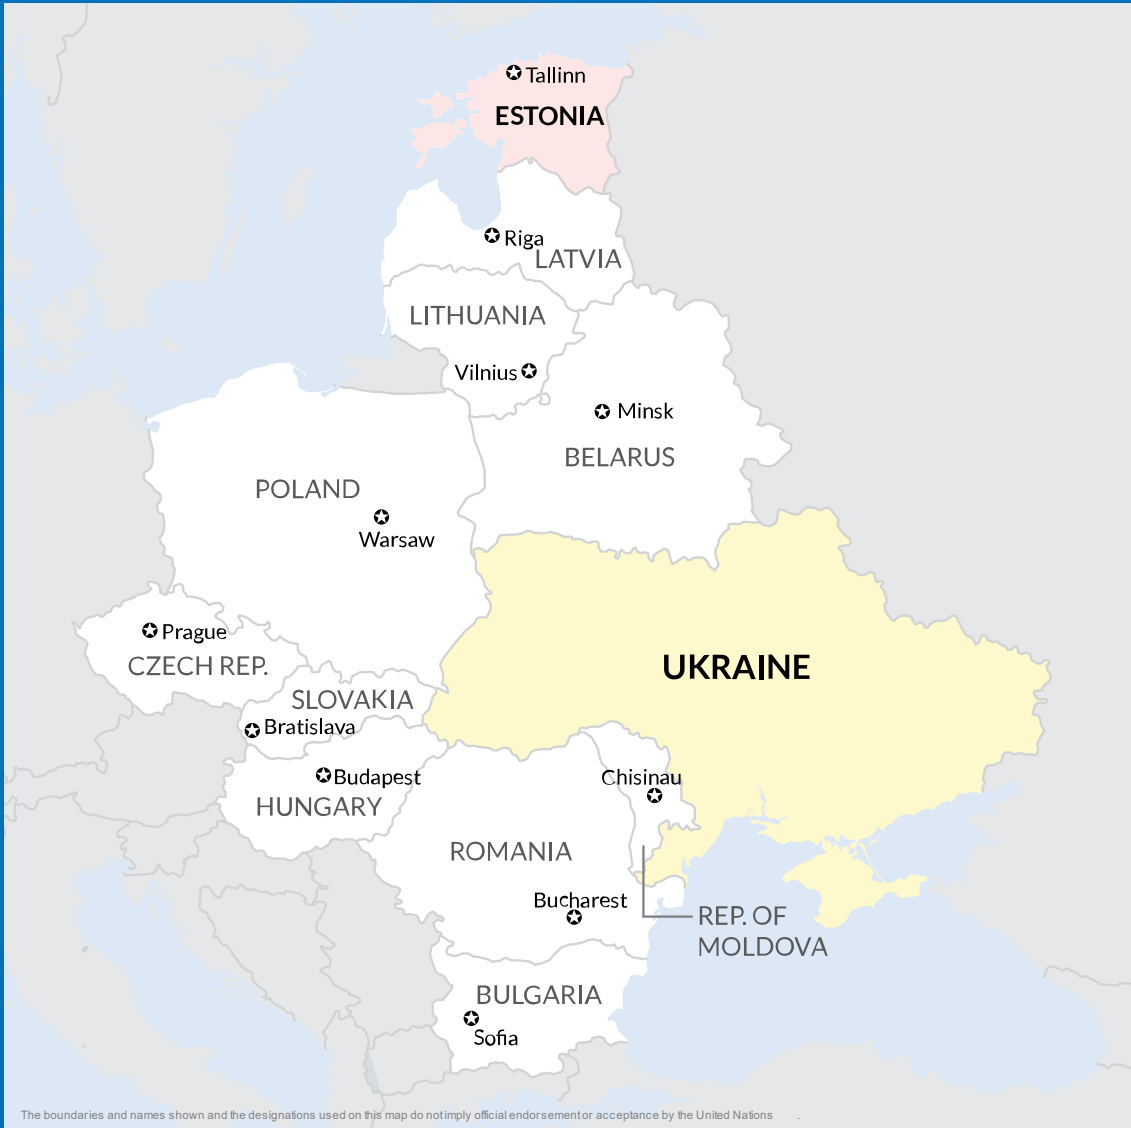 Tallinn
ESTONIA
Riga
LATVIA
LITHUANIA
Vilnius
Minsk
BELARUS
POLAND
Warsaw
Prague
CZECH REP.
UKRAINE
SLOVAKIA
Bratislava
Budapest
HUNGARY
Chisinau
ROMANIA
Bucharest
REP. OF
MOLDOVA
BULGARIA
Sofia
The boundaries and names shown and the designations used on this map do not imply official endorsement or acceptance by the United Nations .